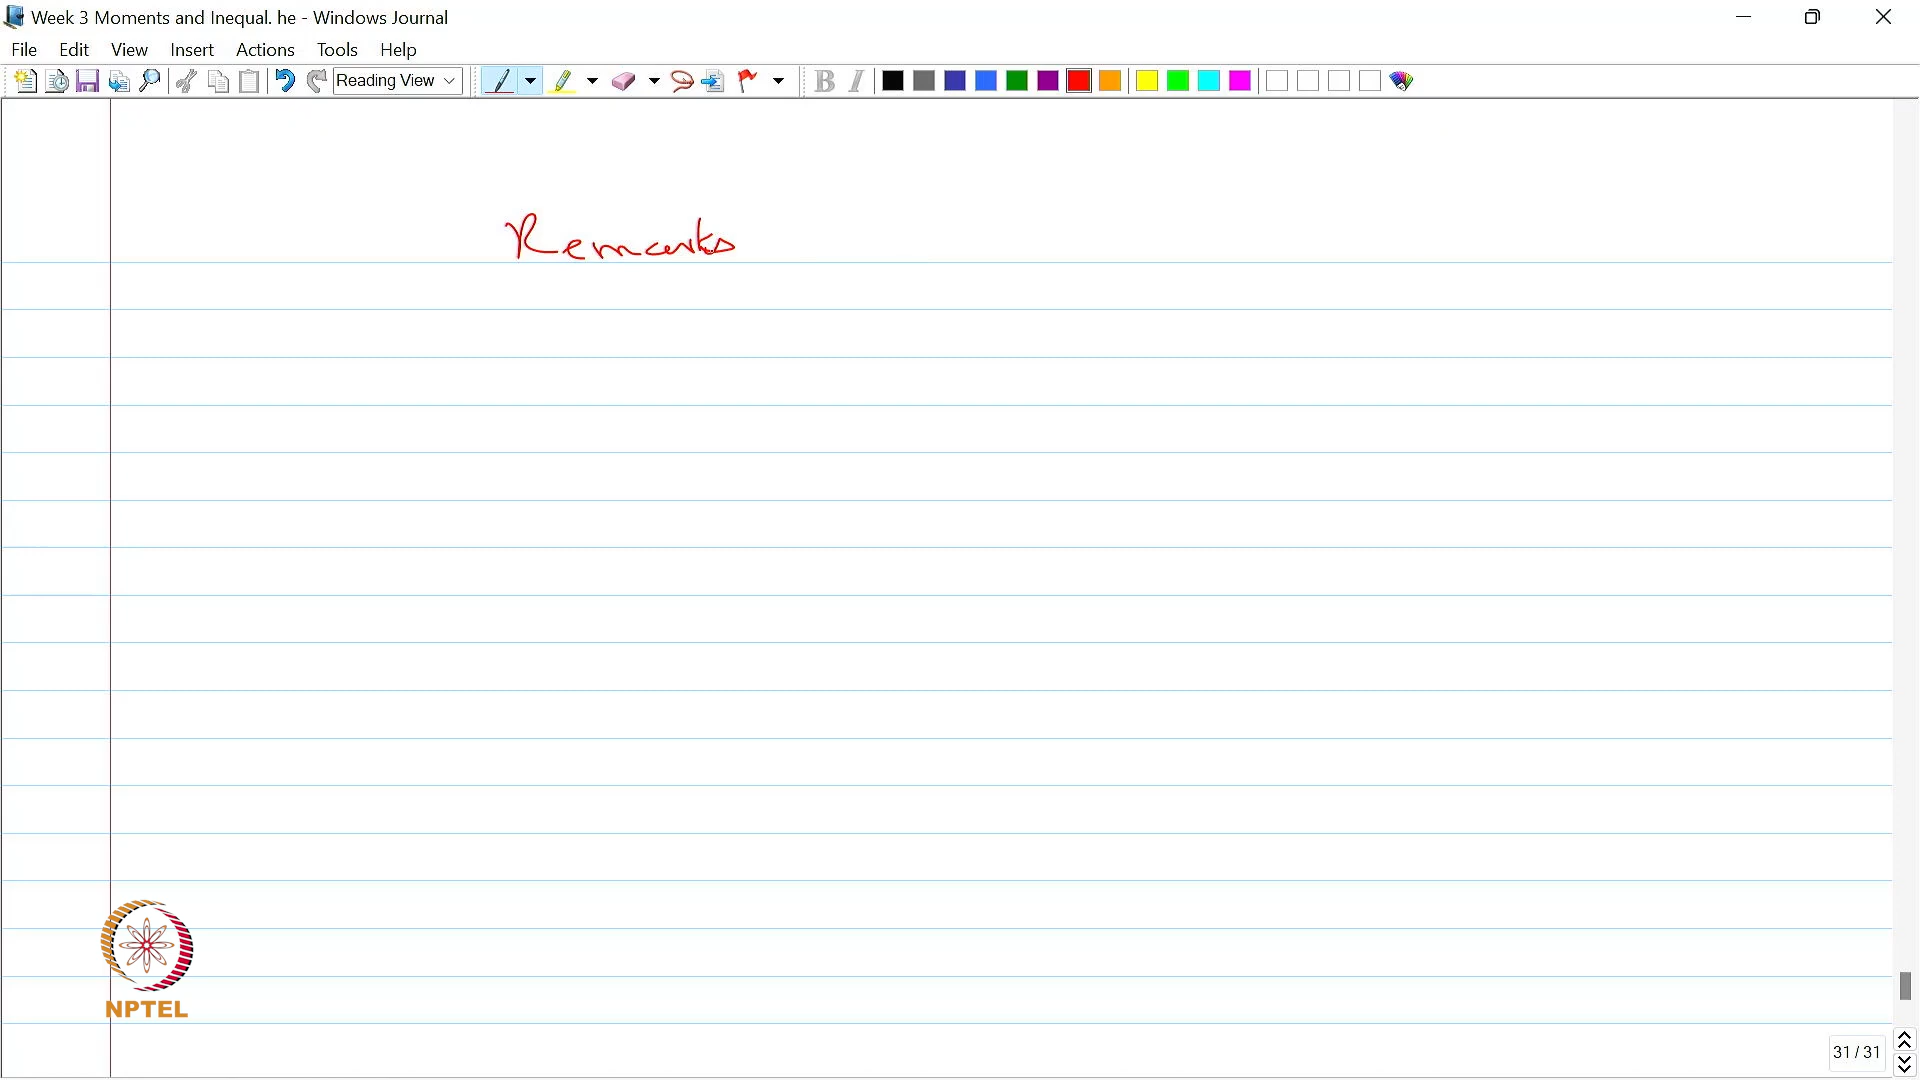 Week 3 Moments and Inequal. he - Windows Journal
File Edit View Insert Actions Tools Help
Reading View B I
Remarks
NPTEL
31 / 31